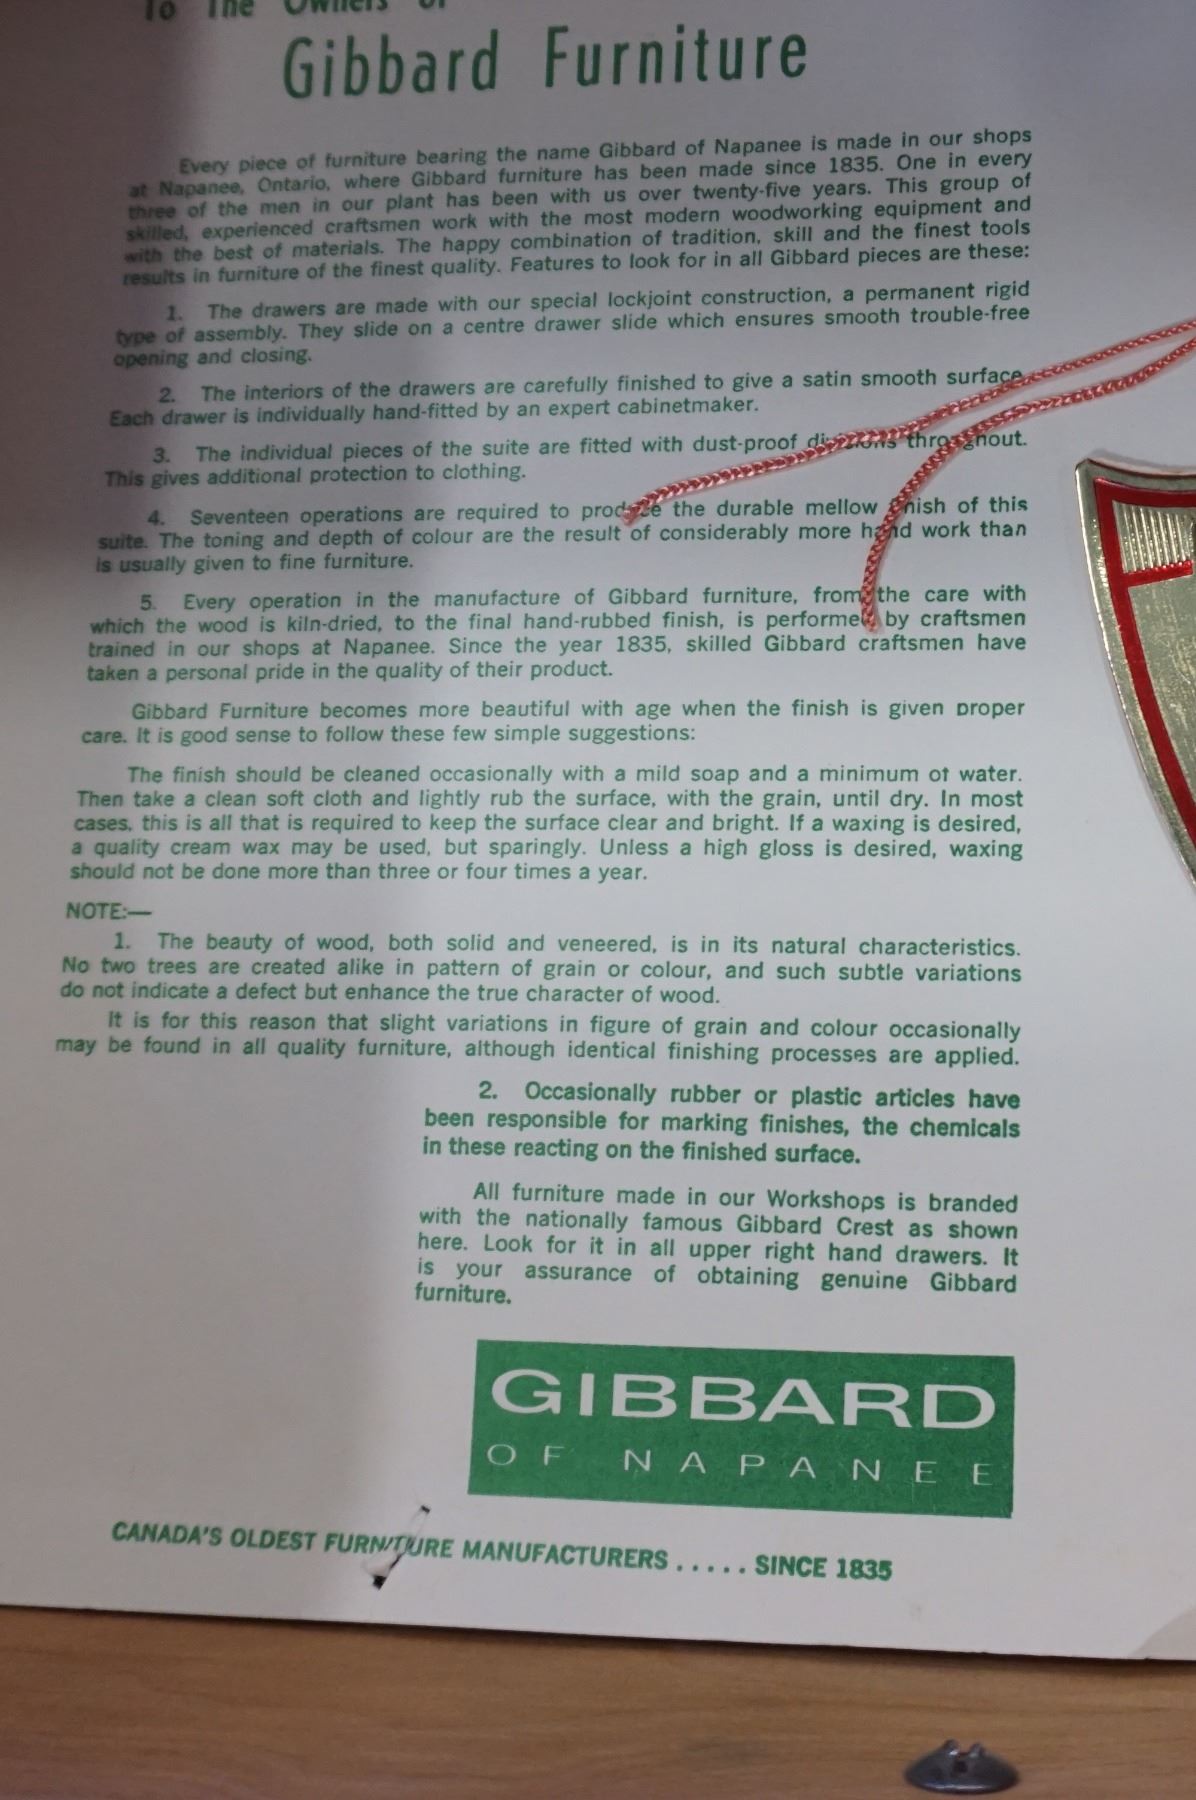 To The Owners of
Gibbard Furniture
Every piece of furniture bearing the name Gibbard of Napanee is made in our shops
at Napanee, Ontario, where Gibbard furniture has been made since 1835. One in every
three of the men in our plant has been with us over twenty-five years. This group of
skilled, experienced craftsmen work with the most modern woodworking equipment and
with the best of materials. The happy combination of tradition, skill and the finest tools
results in furniture of the finest quality. Features to look for in all Gibbard pieces are these:
1. The drawers are made with our special lockjoint construction, a permanent rigid
type of assembly. They slide on a centre drawer slide which ensures smooth trouble-free
opening and closing.
2. The interiors of the drawers are carefully finished to give a satin smooth surface.
Each drawer is individually hand-fitted by an expert cabinetmaker.
3. The individual pieces of the suite are fitted with dust-proof divisions throughout.
This gives additional protection to clothing.
4. Seventeen operations are required to produce the durable mellow finish of this
suite. The toning and depth of colour are the result of considerably more hand work than
is usually given to fine furniture.
5. Every operation in the manufacture of Gibbard furniture, from the care with
which the wood is kiln-dried, to the final hand-rubbed finish, is performed by craftsmen
trained in our shops at Napanee. Since the year 1835, skilled Gibbard craftsmen have
taken a personal pride in the quality of their product.
Gibbard Furniture becomes more beautiful with age when the finish is given proper
care. It is good sense to follow these few simple suggestions:
The finish should be cleaned occasionally with a mild soap and a minimum of water.
Then take a clean soft cloth and lightly rub the surface, with the grain, until dry. In most
cases, this is all that is required to keep the surface clear and bright. If a waxing is desired,
a quality cream wax may be used, but sparingly. Unless a high gloss is desired, waxing
should not be done more than three or four times a year.
NOTE:—
1. The beauty of wood, both solid and veneered, is in its natural characteristics.
No two trees are created alike in pattern of grain or colour, and such subtle variations
do not indicate a defect but enhance the true character of wood.
It is for this reason that slight variations in figure of grain and colour occasionally
may be found in all quality furniture, although identical finishing processes are applied.
2. Occasionally rubber or plastic articles have
been responsible for marking finishes, the chemicals
in these reacting on the finished surface.
All furniture made in our Workshops is branded
with the nationally famous Gibbard Crest as shown
here. Look for it in all upper right hand drawers. It
is your assurance of obtaining genuine Gibbard
furniture.
GIBBARD
OF NAPANEE
CANADA'S OLDEST FURNITURE MANUFACTURERS ..... SINCE 1835